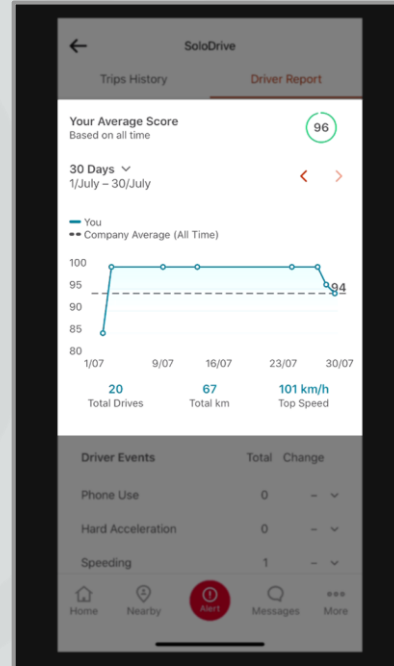 SoloDrive
Trips History Driver Report
Your Average Score
Based on all time
96
30 Days
1/July – 30/July
You
Company Average (All Time)
100
95
90
85
80
94
1/07 9/07 16/07 23/07 30/07
20 67 101 km/h
Total Drives Total km Top Speed
Driver Events Total Change
Phone Use 0 –
Hard Acceleration 0 –
Speeding 1 –
Home Nearby Alert Messages More